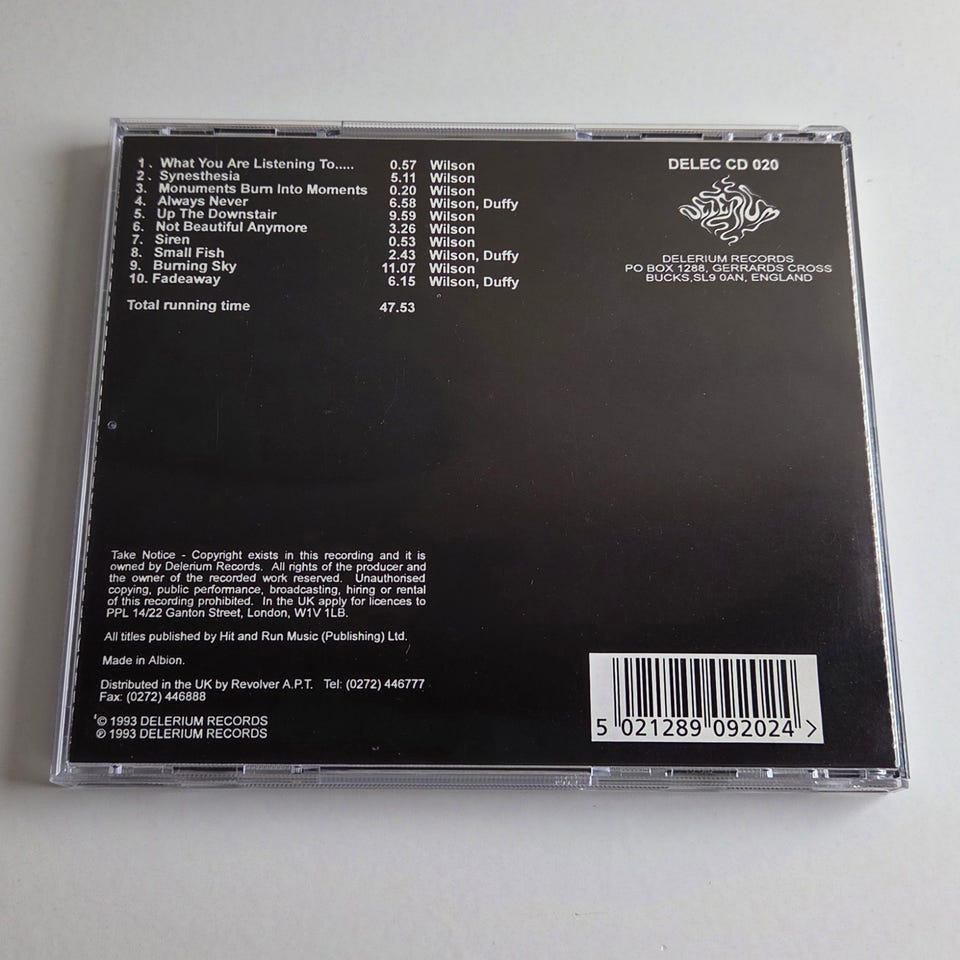 1. What You Are Listening To..... 0.57 Wilson
2. Synesthesia 5.11 Wilson
3. Monuments Burn Into Moments 0.20 Wilson
4. Always Never 6.58 Wilson, Duffy
5. Up The Downstair 9.59 Wilson
6. Not Beautiful Anymore 3.26 Wilson
7. Siren 0.53 Wilson
8. Small Fish 2.43 Wilson, Duffy
9. Burning Sky 11.07 Wilson
10. Fadeaway 6.15 Wilson, Duffy
Total running time 47.53
DELEC CD 020
DELERIUM
DELERIUM RECORDS
PO BOX 1288, GERRARDS CROSS
BUCKS,SL9 0AN, ENGLAND
Take Notice - Copyright exists in this recording and it is
owned by Delerium Records. All rights of the producer and
the owner of the recorded work reserved. Unauthorised
copying, public performance, broadcasting, hiring or rental
of this recording prohibited. In the UK apply for licences to
PPL 14/22 Ganton Street, London, W1V 1LB.
All titles published by Hit and Run Music (Publishing) Ltd.
Made in Albion.
Distributed in the UK by Revolver A.P.T. Tel: (0272) 446777
Fax: (0272) 446888
© 1993 DELERIUM RECORDS
℗ 1993 DELERIUM RECORDS
5 021289 092024 >